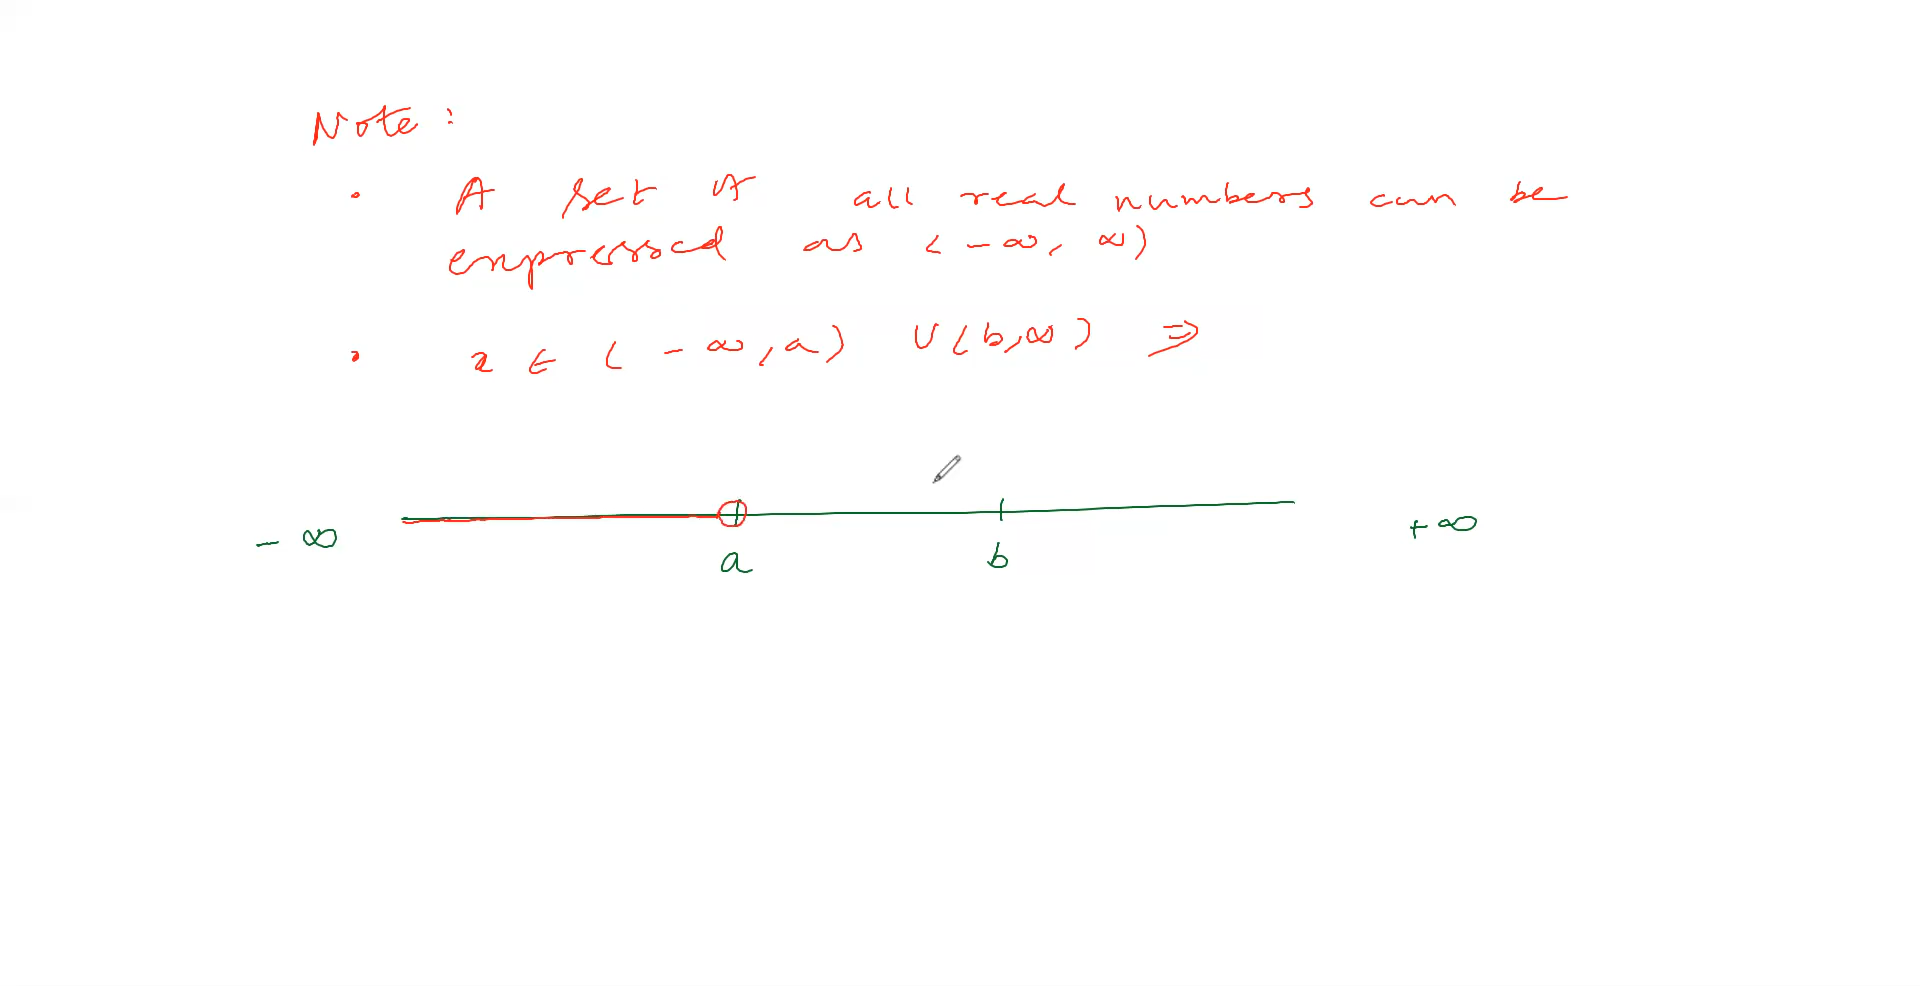 Note :
• A set of all real numbers can be
expressed as (-∞, ∞)
• x ∈ (-∞, a) ∪ (b, ∞) ⇒
-∞ a b +∞